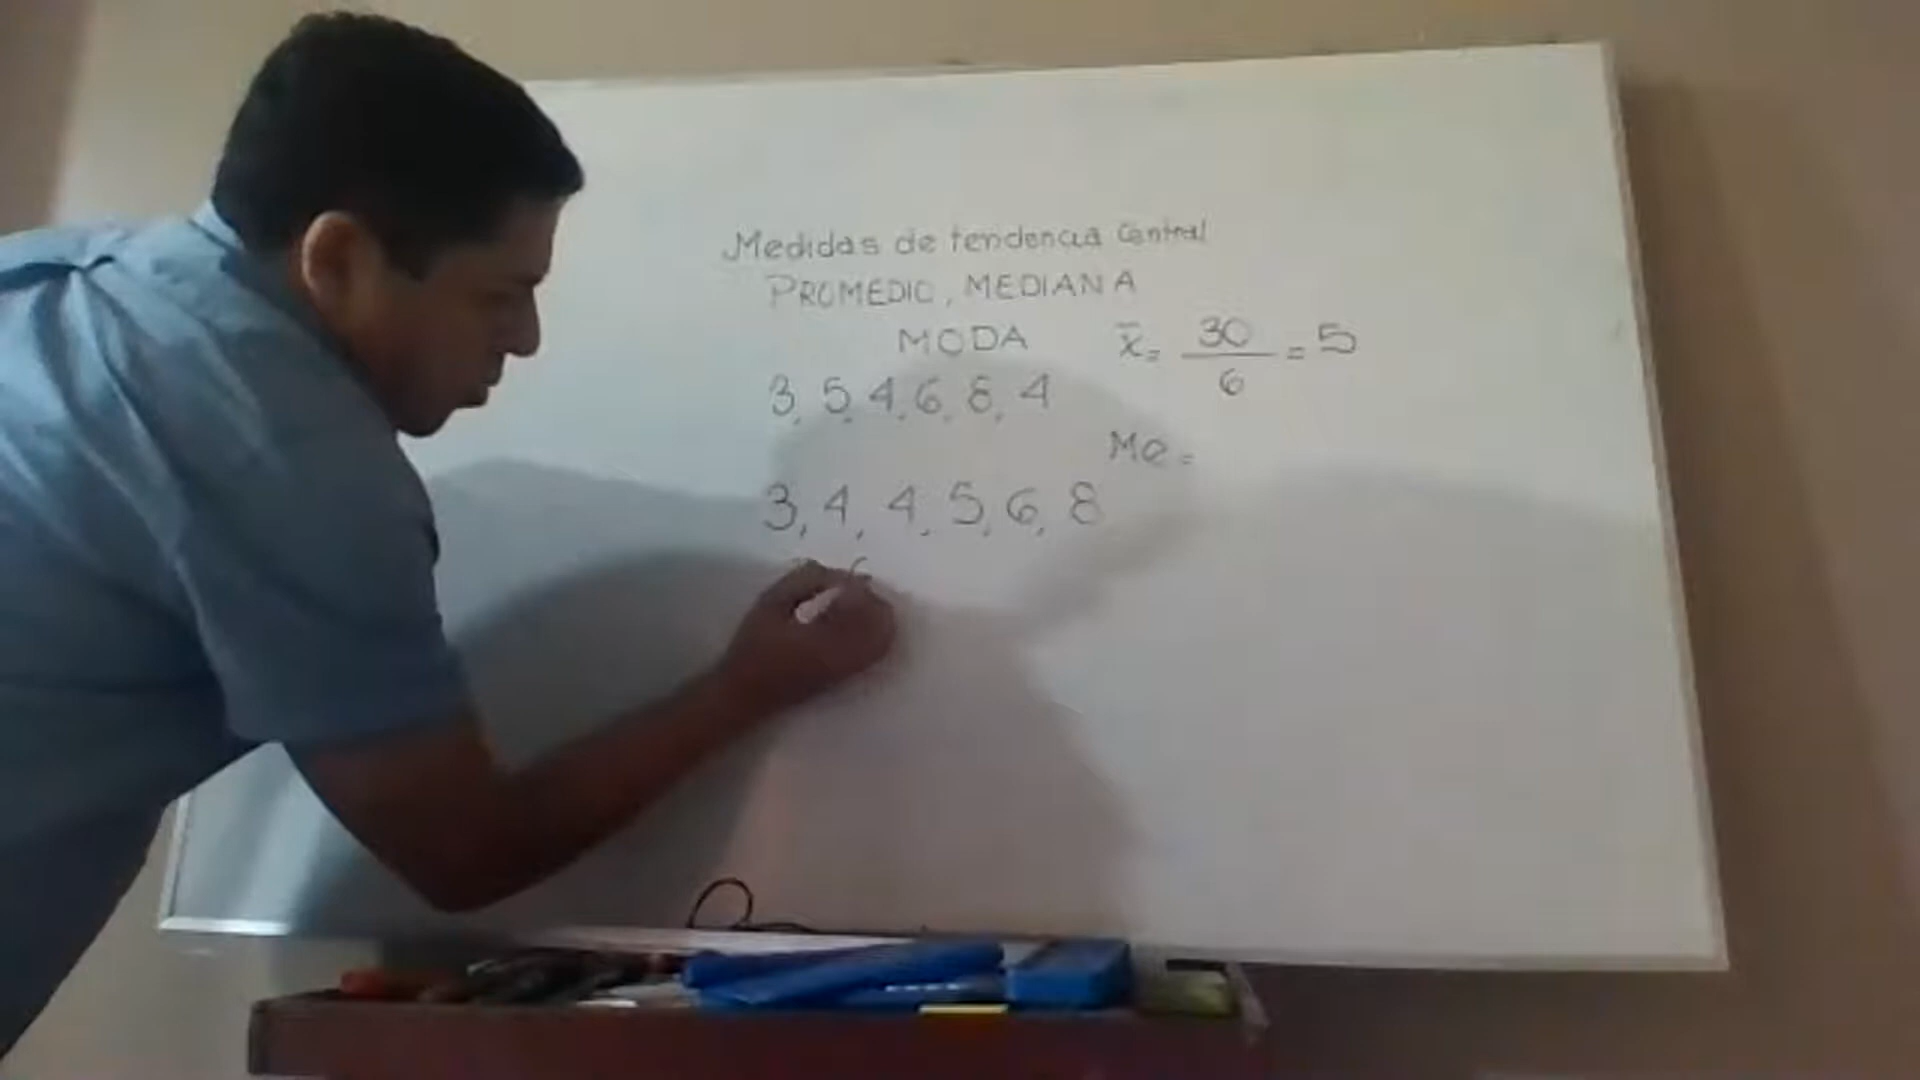 Medidas de tendencia Central
PROMEDIO, MEDIANA
MODA
x̄ = 30/6 = 5
3, 5, 4, 6, 8, 4
Me =
3, 4, 4, 5, 6, 8